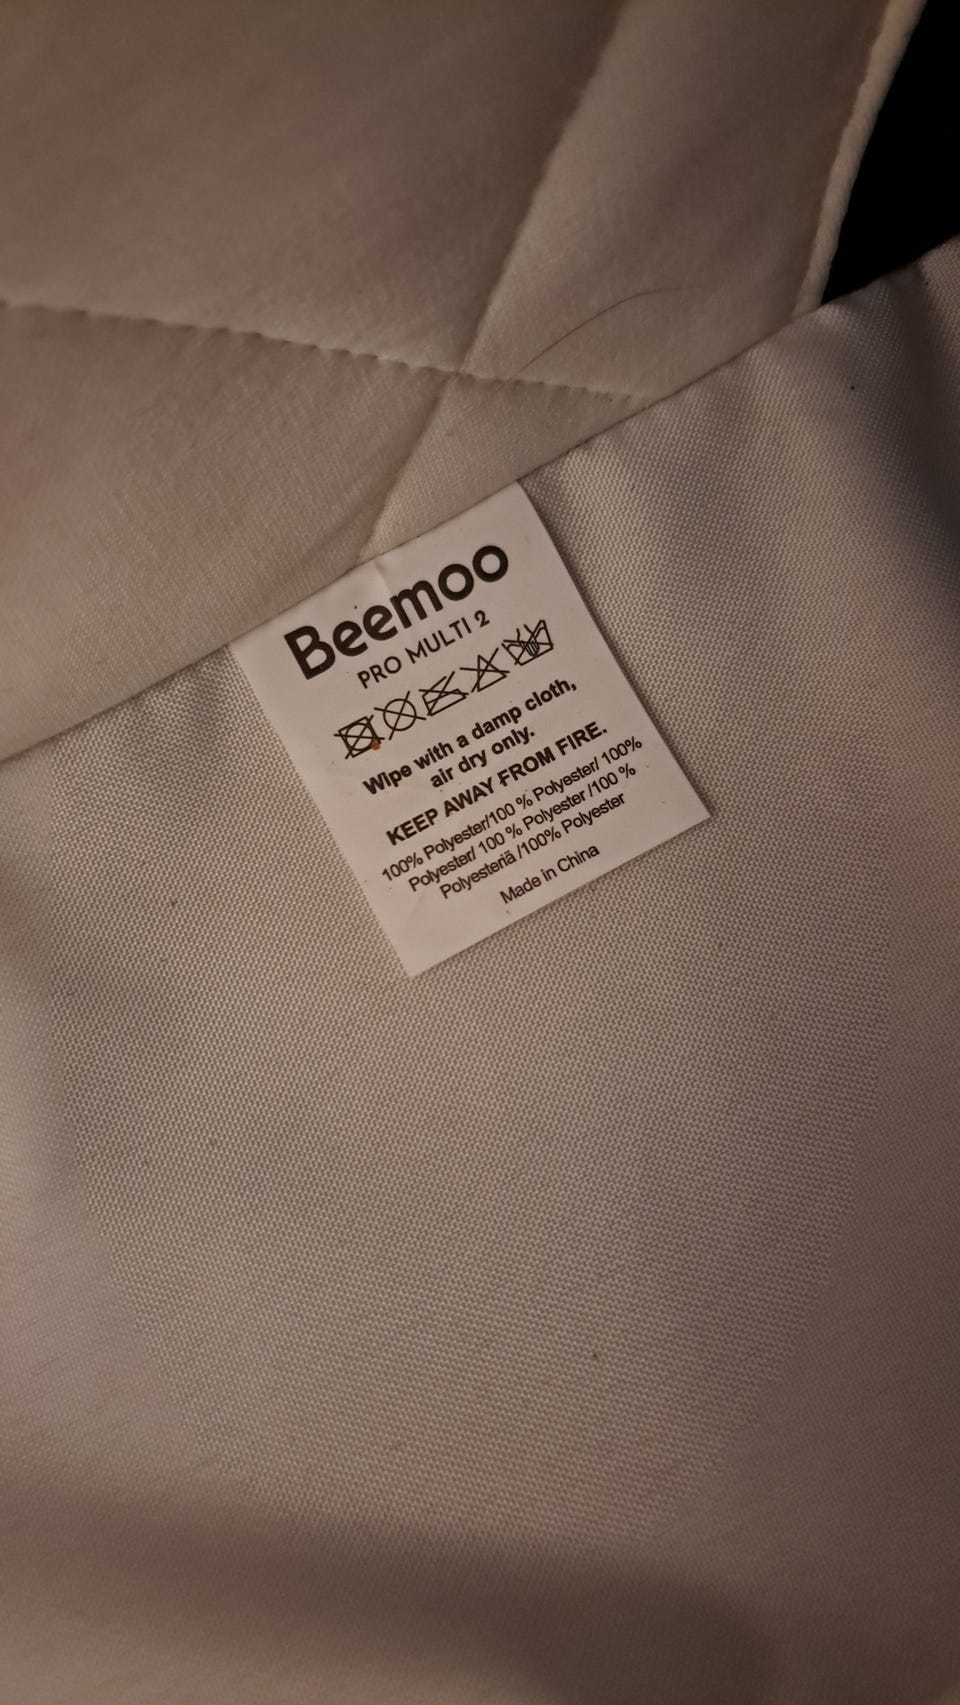 Beemoo
PRO MULTI 2
Wipe with a damp cloth,
air dry only.
KEEP AWAY FROM FIRE.
100% Polyester/100 % Polyester/ 100%
Polyester/ 100 % Polyester /100 %
Polyesteriä /100% Polyester
Made in China